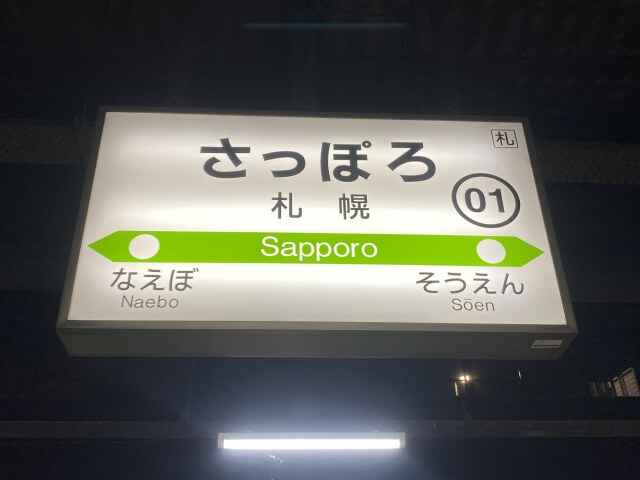 札
さっぽろ
札幌
01
Sapporo
なえぼ
Naebo
そうえん
Sōen